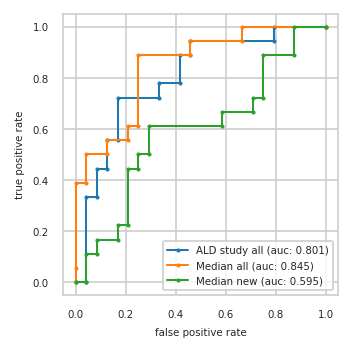 1.0
0.8
0.6
0.4
0.2
0.0
true positive rate
ALD study all (auc: 0.801)
Median all (auc: 0.845)
Median new (auc: 0.595)
0.0 0.2 0.4 0.6 0.8 1.0
false positive rate